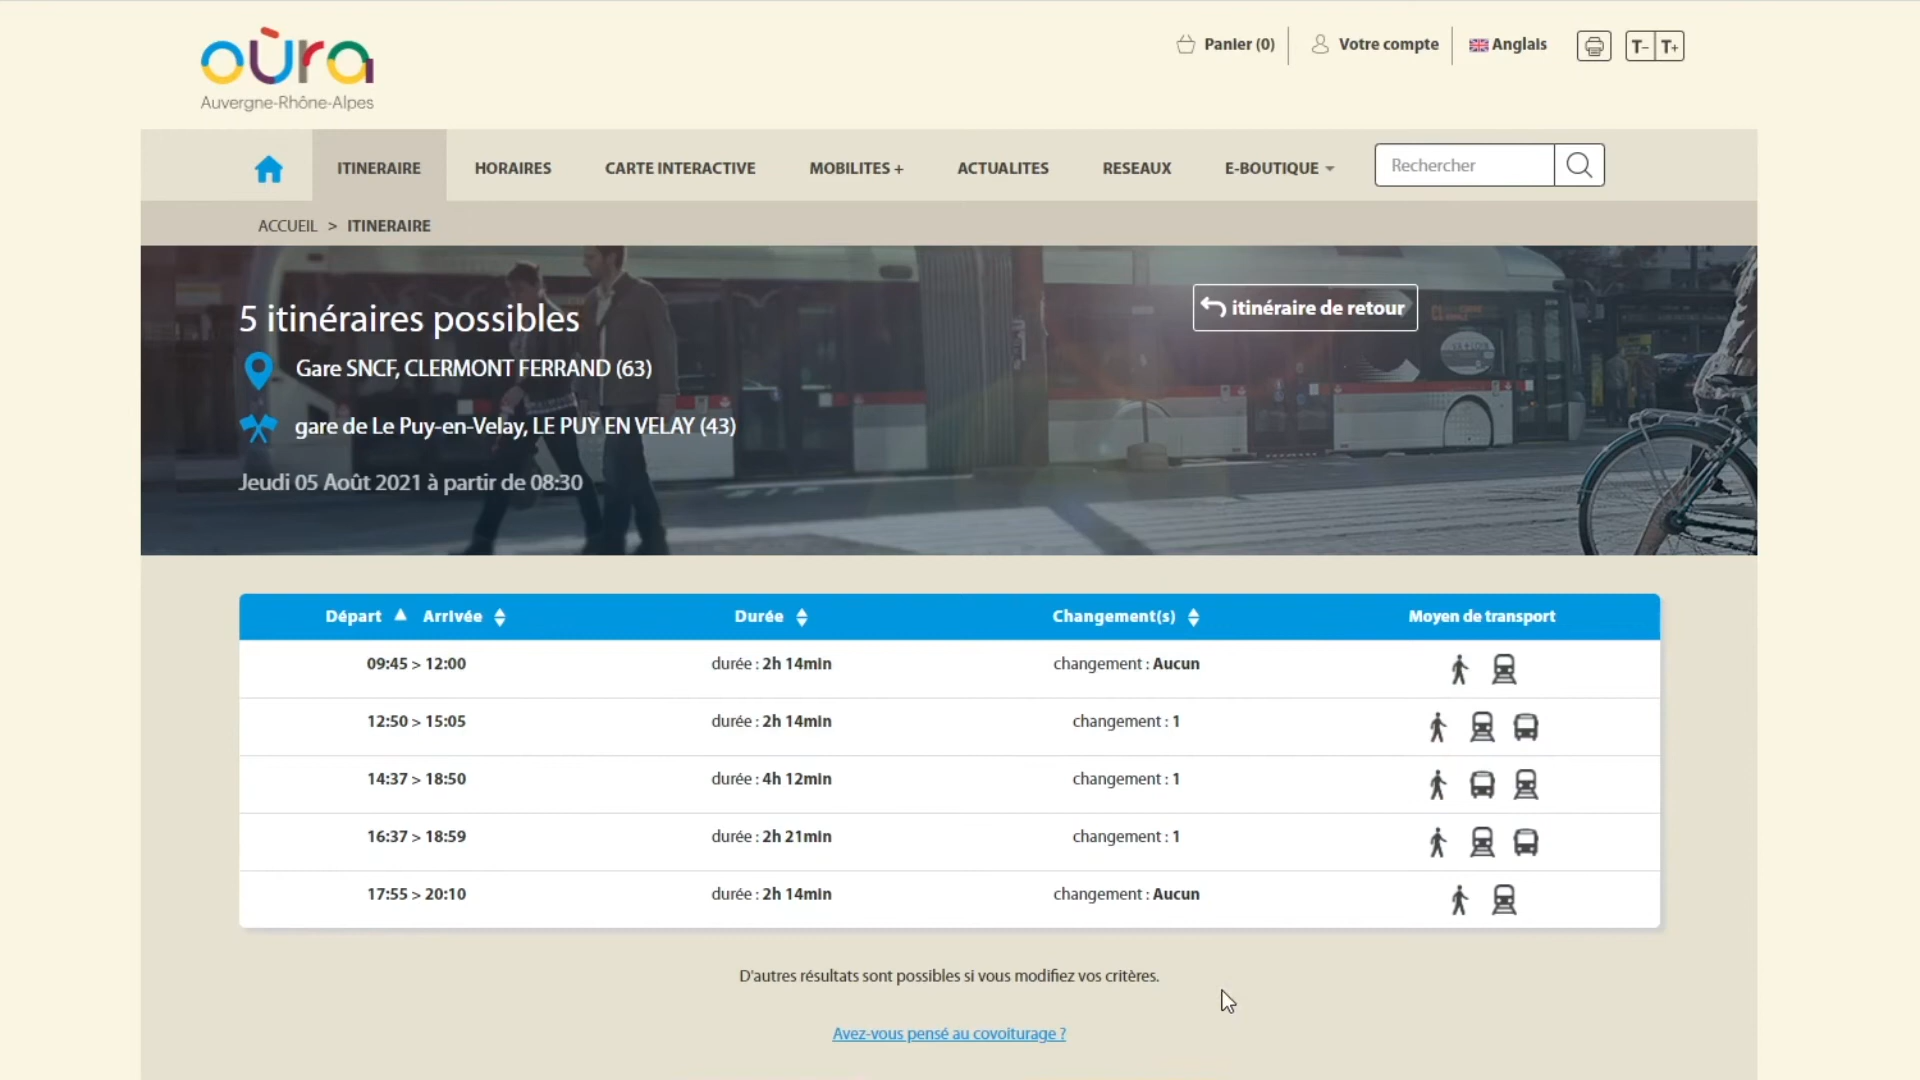 oùra
Auvergne-Rhône-Alpes
Panier (0)
Votre compte
Anglais
T- T+
ITINERAIRE
HORAIRES
CARTE INTERACTIVE
MOBILITES +
ACTUALITES
RESEAUX
E-BOUTIQUE
Rechercher
ACCUEIL > ITINERAIRE
5 itinéraires possibles
itinéraire de retour
Gare SNCF, CLERMONT FERRAND (63)
gare de Le Puy-en-Velay, LE PUY EN VELAY (43)
Jeudi 05 Août 2021 à partir de 08:30
Départ Arrivée Durée Changement(s) Moyen de transport
09:45 > 12:00 durée : 2h 14min changement : Aucun
12:50 > 15:05 durée : 2h 14min changement : 1
14:37 > 18:50 durée : 4h 12min changement : 1
16:37 > 18:59 durée : 2h 21min changement : 1
17:55 > 20:10 durée : 2h 14min changement : Aucun
D'autres résultats sont possibles si vous modifiez vos critères.
Avez-vous pensé au covoiturage ?